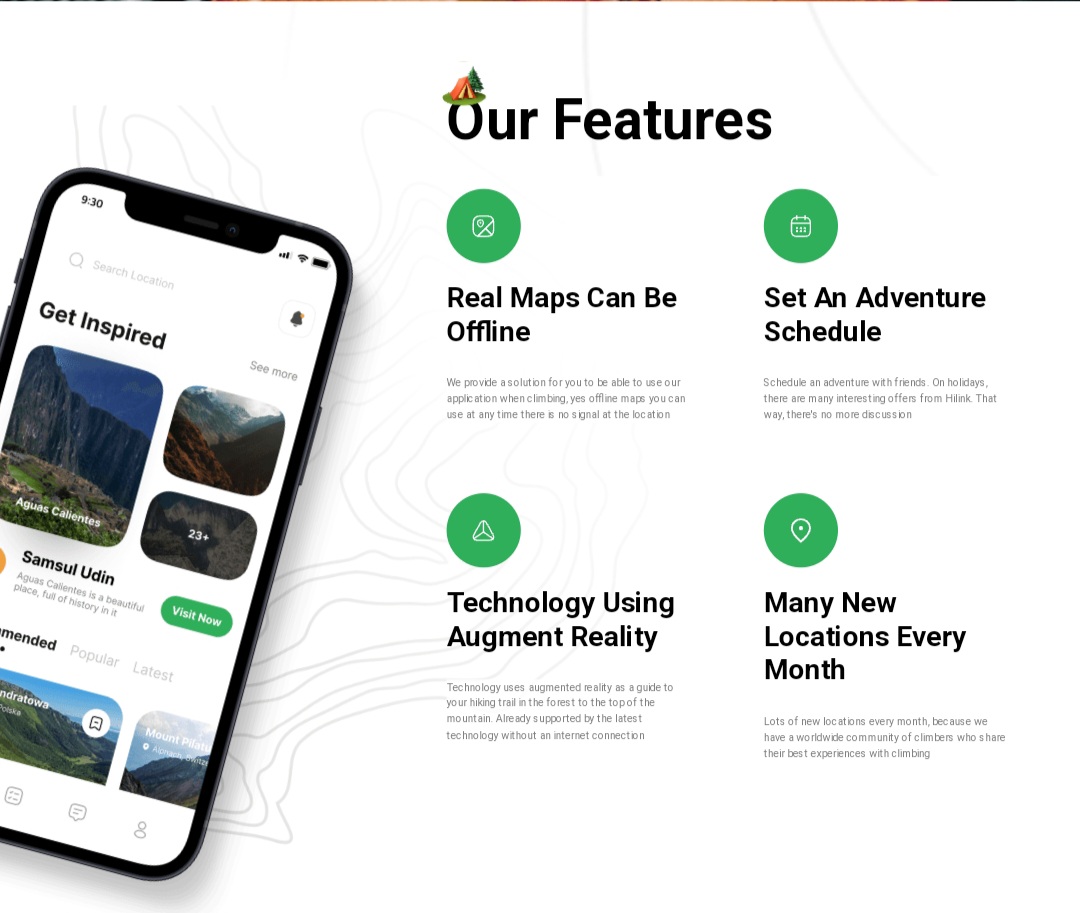 Our Features
Real Maps Can Be
Offline
We provide a solution for you to be able to use our
application when climbing, yes offline maps you can
use at any time there is no signal at the location
Set An Adventure
Schedule
Schedule an adventure with friends. On holidays,
there are many interesting offers from Hilink. That
way, there's no more discussion
Technology Using
Augment Reality
Technology uses augmented reality as a guide to
your hiking trail in the forest to the top of the
mountain. Already supported by the latest
technology without an internet connection
Many New
Locations Every
Month
Lots of new locations every month, because we
have a worldwide community of climbers who share
their best experiences with climbing
9:30
Search Location
Get Inspired
See more
Aguas Calientes
23+
Samsul Udin
Aguas Calientes is a beautiful
place, full of history in it
Visit Now
mmended
Popular
Latest
ndratowa
Polska
Mount Pilatu